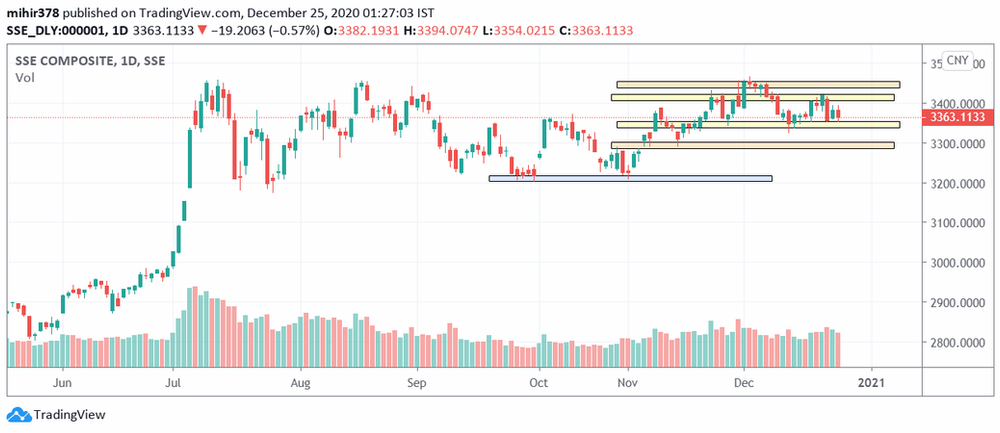 mihir378 published on TradingView.com, December 25, 2020 01:27:03 IST
SSE_DLY:000001, 1D 3363.1133 ▼ −19.2063 (−0.57%) O:3382.1931 H:3394.0747 L:3354.0215 C:3363.1133
SSE COMPOSITE, 1D, SSE
Vol
CNY
3400.0000
3363.1133
3300.0000
3200.0000
3100.0000
3000.0000
2900.0000
2800.0000
Jun Jul Aug Sep Oct Nov Dec 2021
TradingView